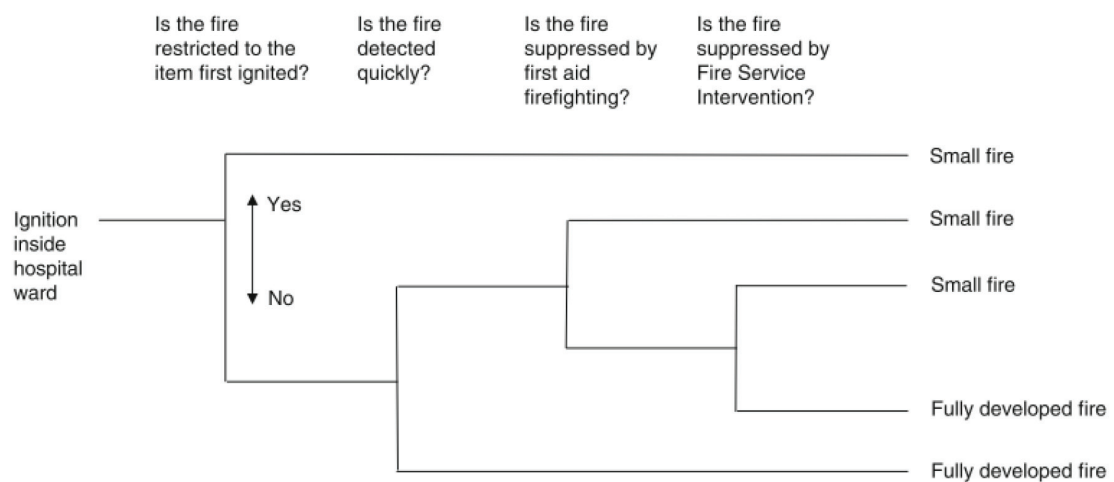 Is the fire
restricted to the
item first ignited?
Is the fire
detected
quickly?
Is the fire
suppressed by
first aid
firefighting?
Is the fire
suppressed by
Fire Service
Intervention?
Small fire
Yes
Ignition
inside
hospital
ward
Small fire
No
Small fire
Fully developed fire
Fully developed fire